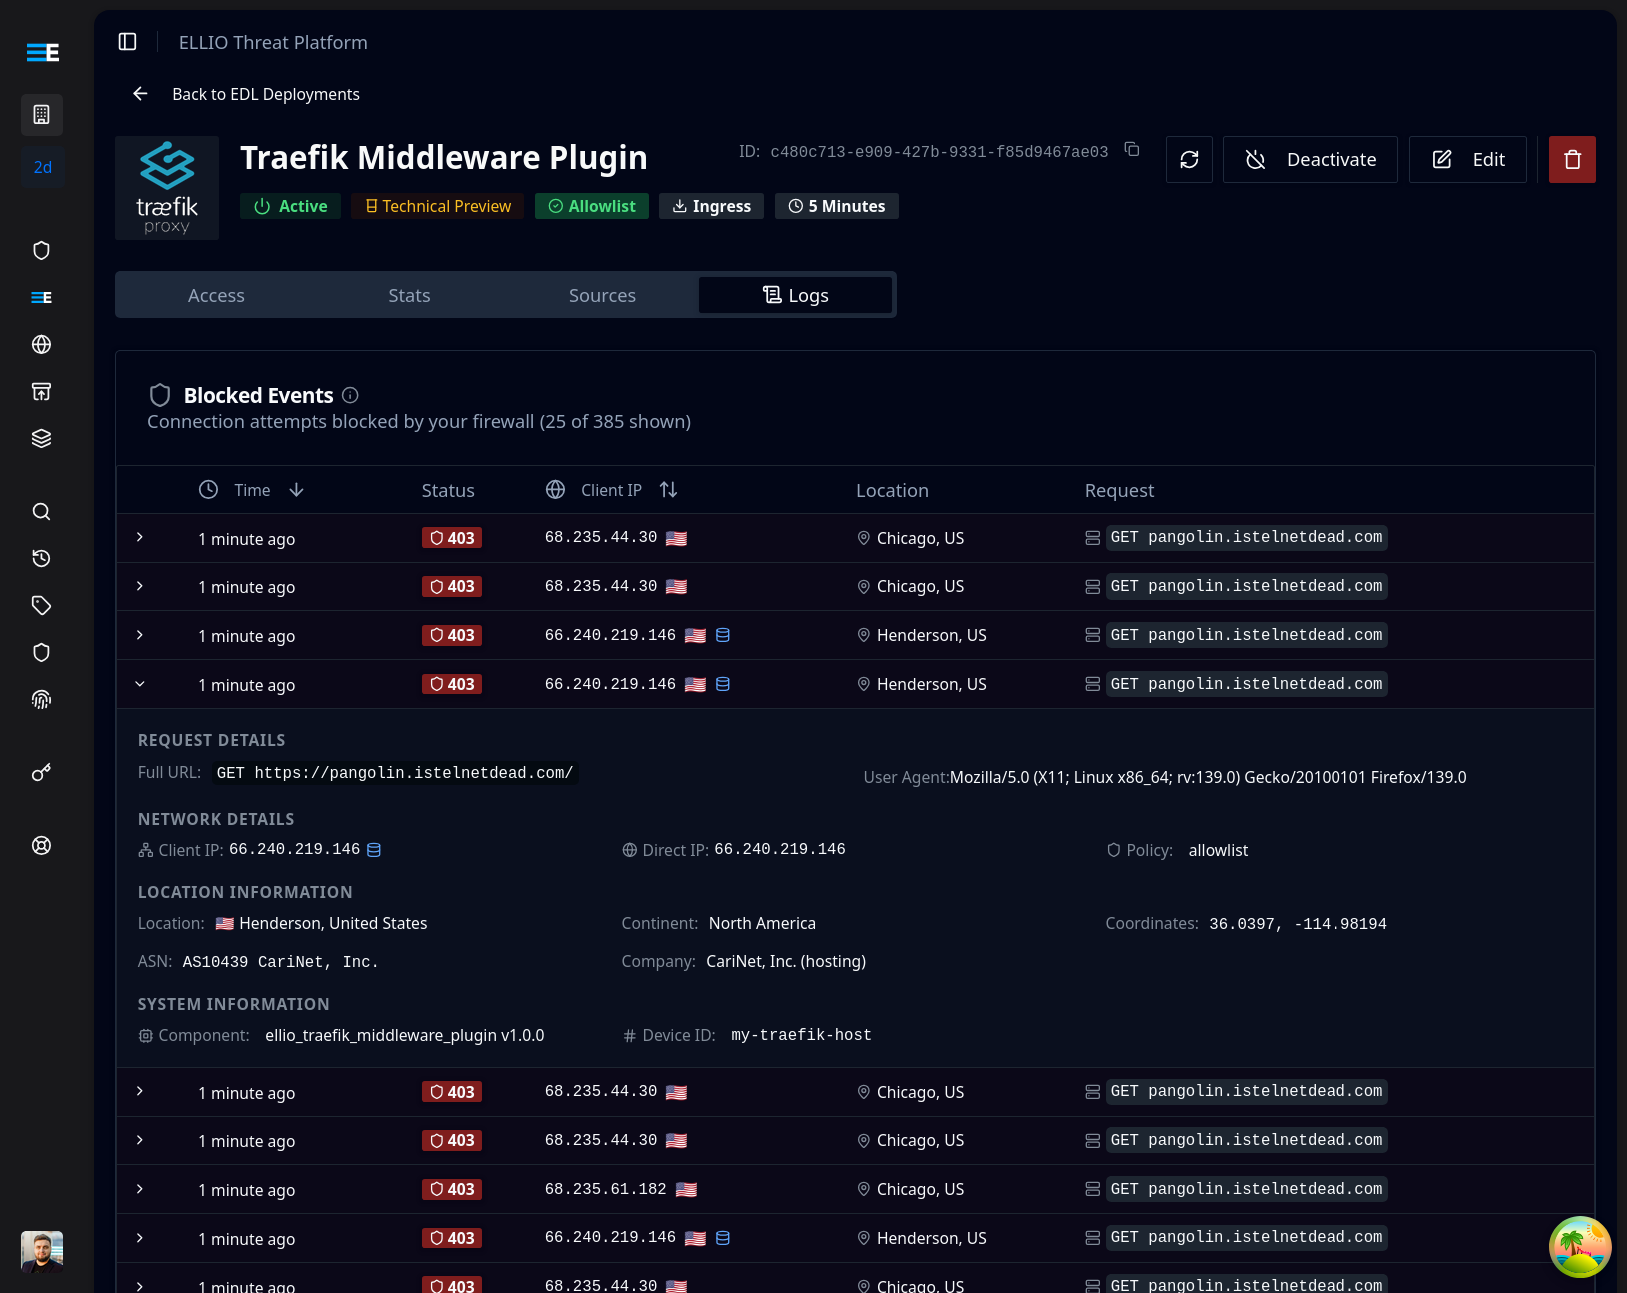 E
ELLIO Threat Platform
Back to EDL Deployments
2d
træfik
proxy
Traefik Middleware Plugin
ID: c480c713-e909-427b-9331-f85d9467ae03
Deactivate
Edit
Active
Technical Preview
Allowlist
Ingress
5 Minutes
Access
Stats
Sources
Logs
E
Blocked Events
Connection attempts blocked by your firewall (25 of 385 shown)
Time Status Client IP Location Request
1 minute ago 403 68.235.44.30 Chicago, US GET pangolin.istelnetdead.com
1 minute ago 403 68.235.44.30 Chicago, US GET pangolin.istelnetdead.com
1 minute ago 403 66.240.219.146 Henderson, US GET pangolin.istelnetdead.com
1 minute ago 403 66.240.219.146 Henderson, US GET pangolin.istelnetdead.com
REQUEST DETAILS
Full URL: GET https://pangolin.istelnetdead.com/
User Agent:Mozilla/5.0 (X11; Linux x86_64; rv:139.0) Gecko/20100101 Firefox/139.0
NETWORK DETAILS
Client IP: 66.240.219.146 Direct IP: 66.240.219.146 Policy: allowlist
LOCATION INFORMATION
Location: Henderson, United States Continent: North America Coordinates: 36.0397, -114.98194
ASN: AS10439 CariNet, Inc. Company: CariNet, Inc. (hosting)
SYSTEM INFORMATION
Component: ellio_traefik_middleware_plugin v1.0.0 Device ID: my-traefik-host
1 minute ago 403 68.235.44.30 Chicago, US GET pangolin.istelnetdead.com
1 minute ago 403 68.235.44.30 Chicago, US GET pangolin.istelnetdead.com
1 minute ago 403 68.235.61.182 Chicago, US GET pangolin.istelnetdead.com
1 minute ago 403 66.240.219.146 Henderson, US GET pangolin.istelnetdead.com
1 minute ago 403 68.235.44.30 Chicago, US GET pangolin.istelnetdead.com